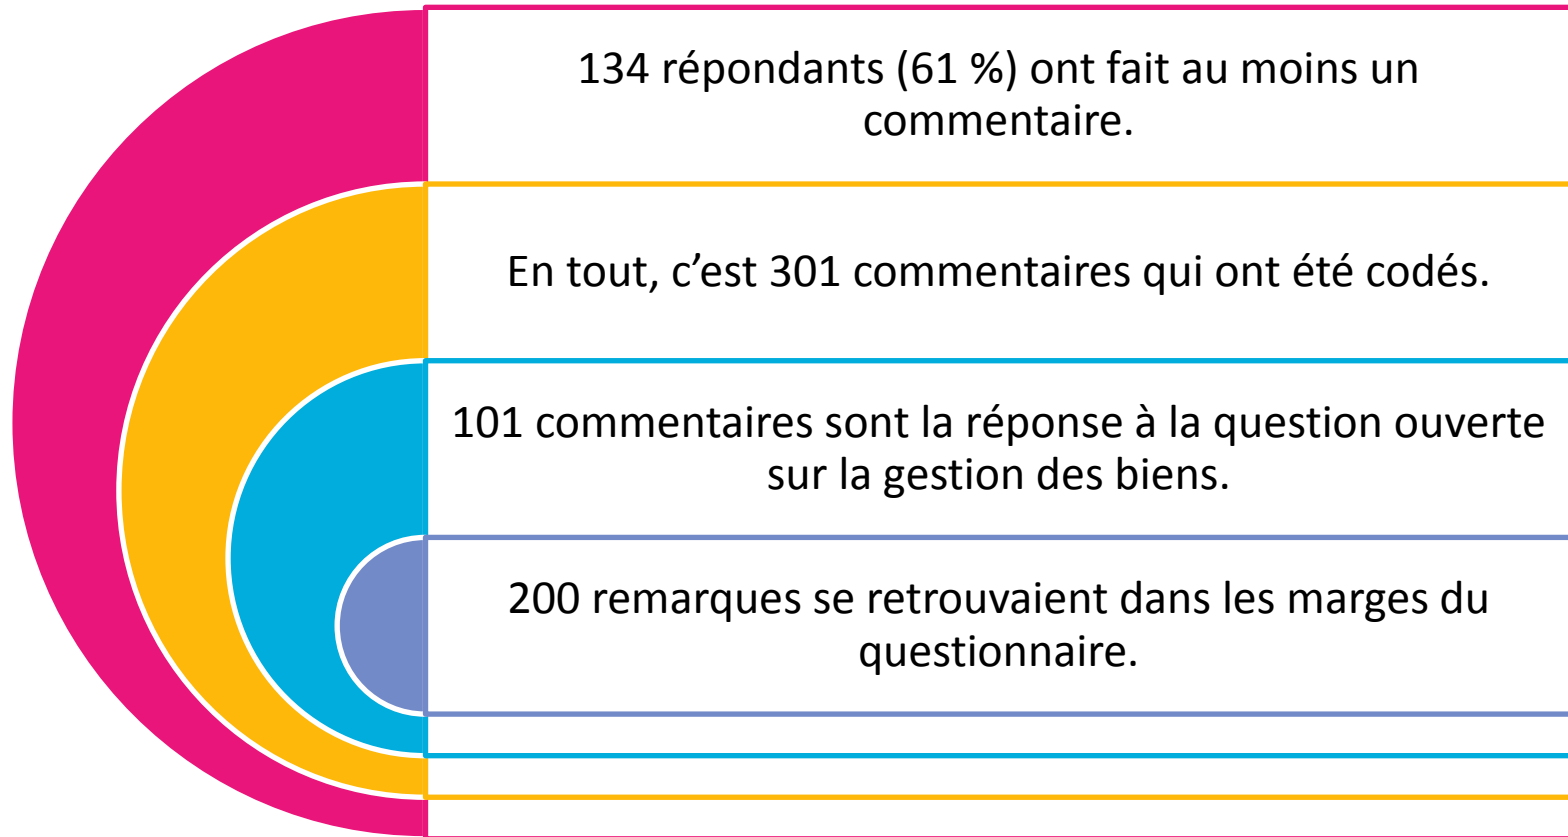 134 répondants (61 %) ont fait au moins un
commentaire.
En tout, c’est 301 commentaires qui ont été codés.
101 commentaires sont la réponse à la question ouverte
sur la gestion des biens.
200 remarques se retrouvaient dans les marges du
questionnaire.